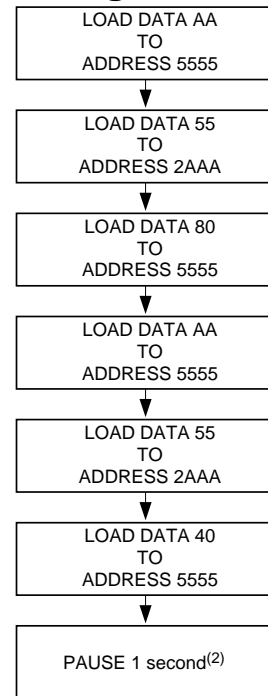 LOAD DATA AA
TO
ADDRESS 5555
LOAD DATA 55
TO
ADDRESS 2AAA
LOAD DATA 80
TO
ADDRESS 5555
LOAD DATA AA
TO
ADDRESS 5555
LOAD DATA 55
TO
ADDRESS 2AAA
LOAD DATA 40
TO
ADDRESS 5555
PAUSE 1 second(2)